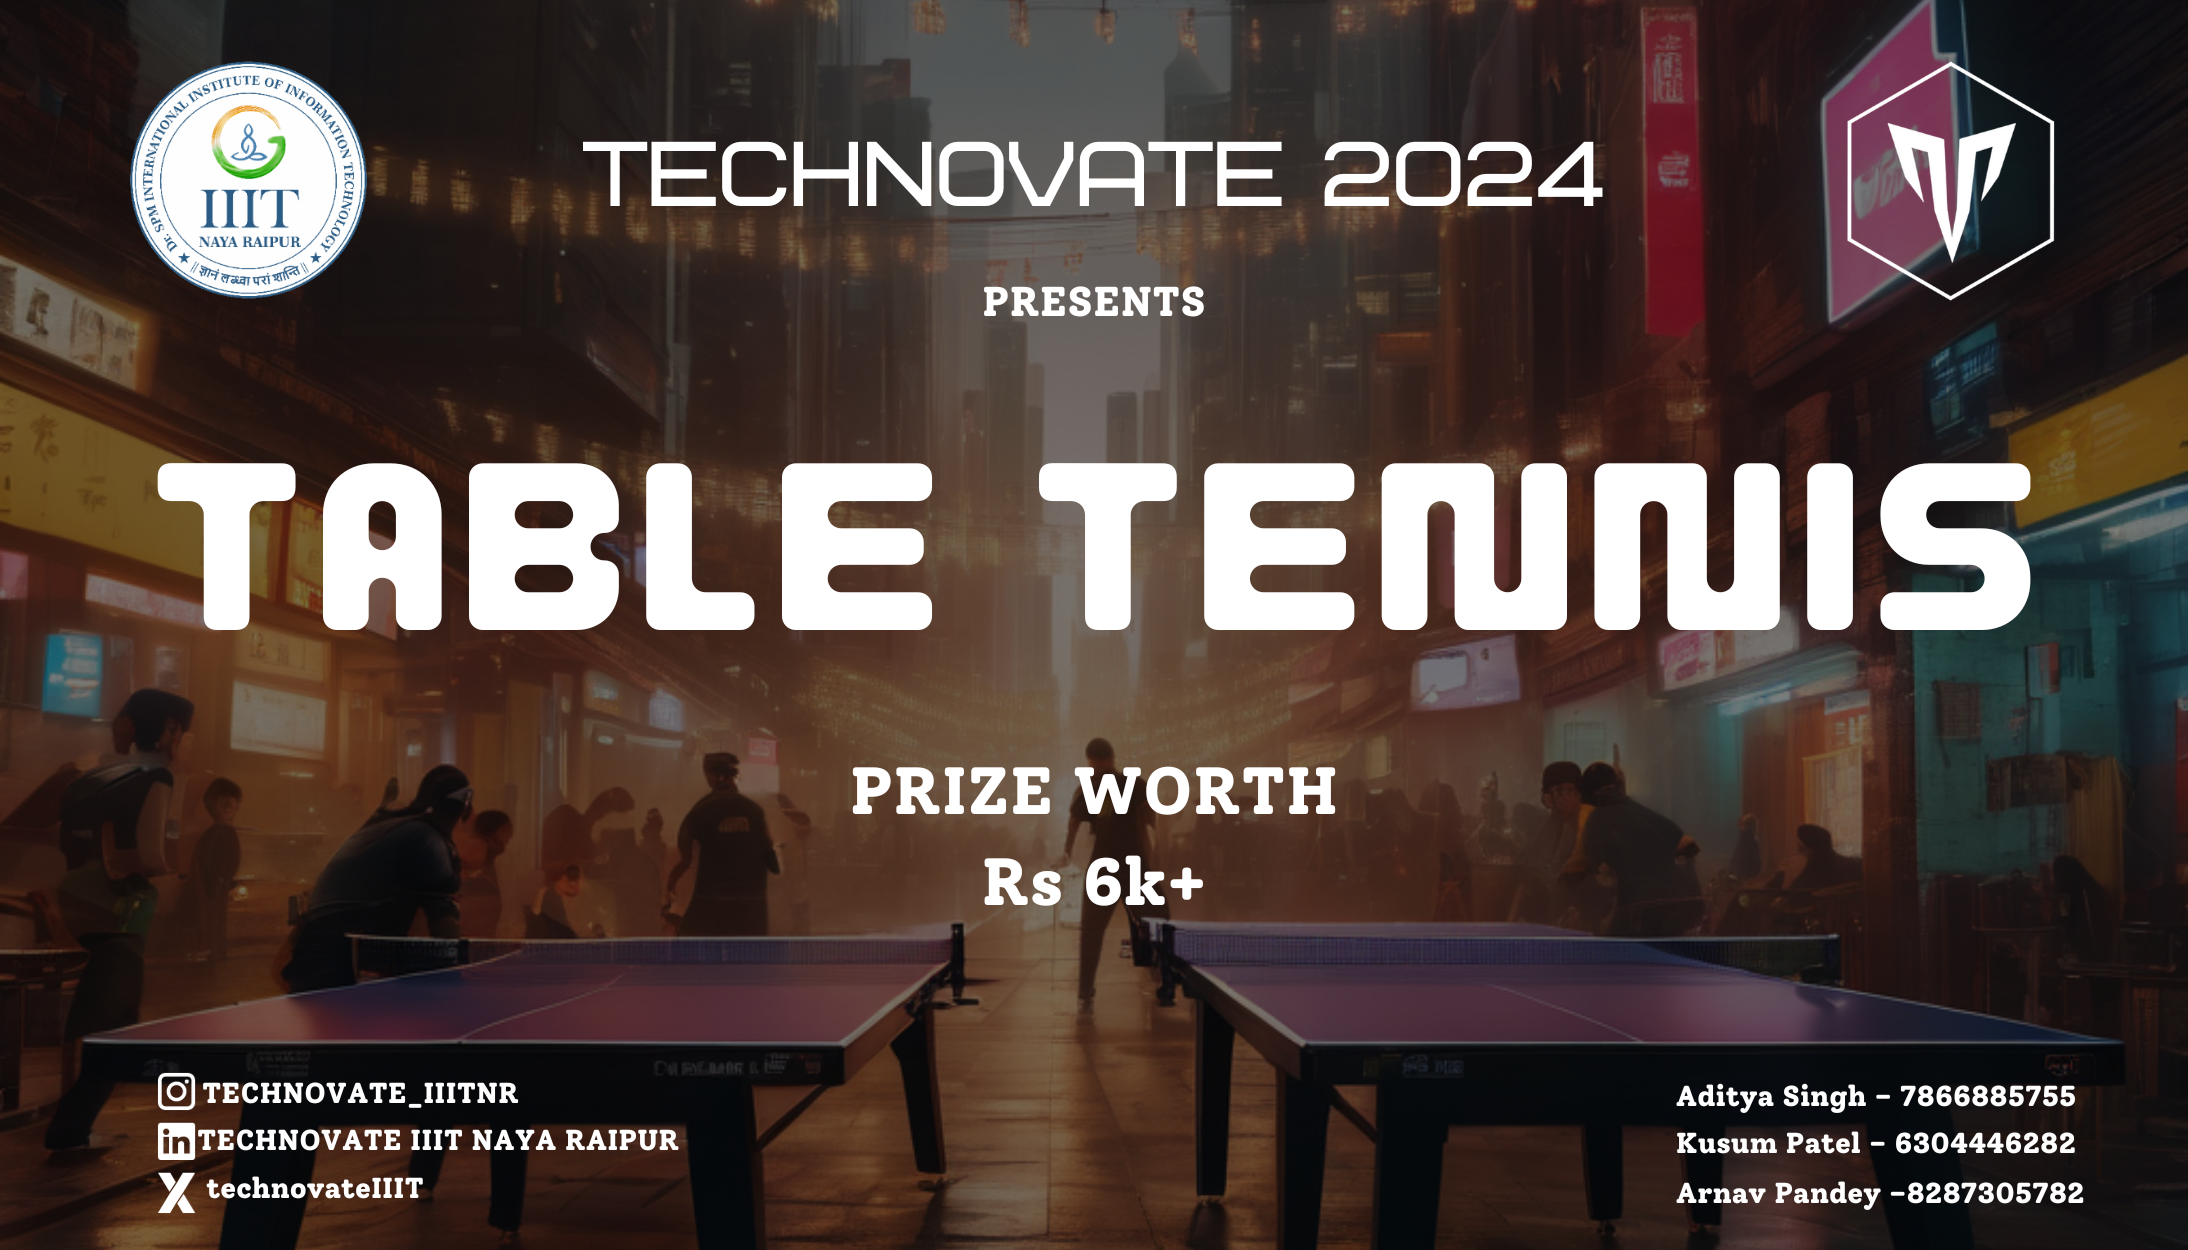 Dr. SPM INTERNATIONAL INSTITUTE OF INFORMATION TECHNOLOGY
IIIT
NAYA RAIPUR
★ || ज्ञानं लब्ध्वा परां शान्ति || ★
TECHNOVATE 2024
PRESENTS
TABLE TENNIS
PRIZE WORTH
Rs 6k+
TECHNOVATE_IIITNR
TECHNOVATE IIIT NAYA RAIPUR
technovateIIIT
Aditya Singh – 7866885755
Kusum Patel – 6304446282
Arnav Pandey –8287305782